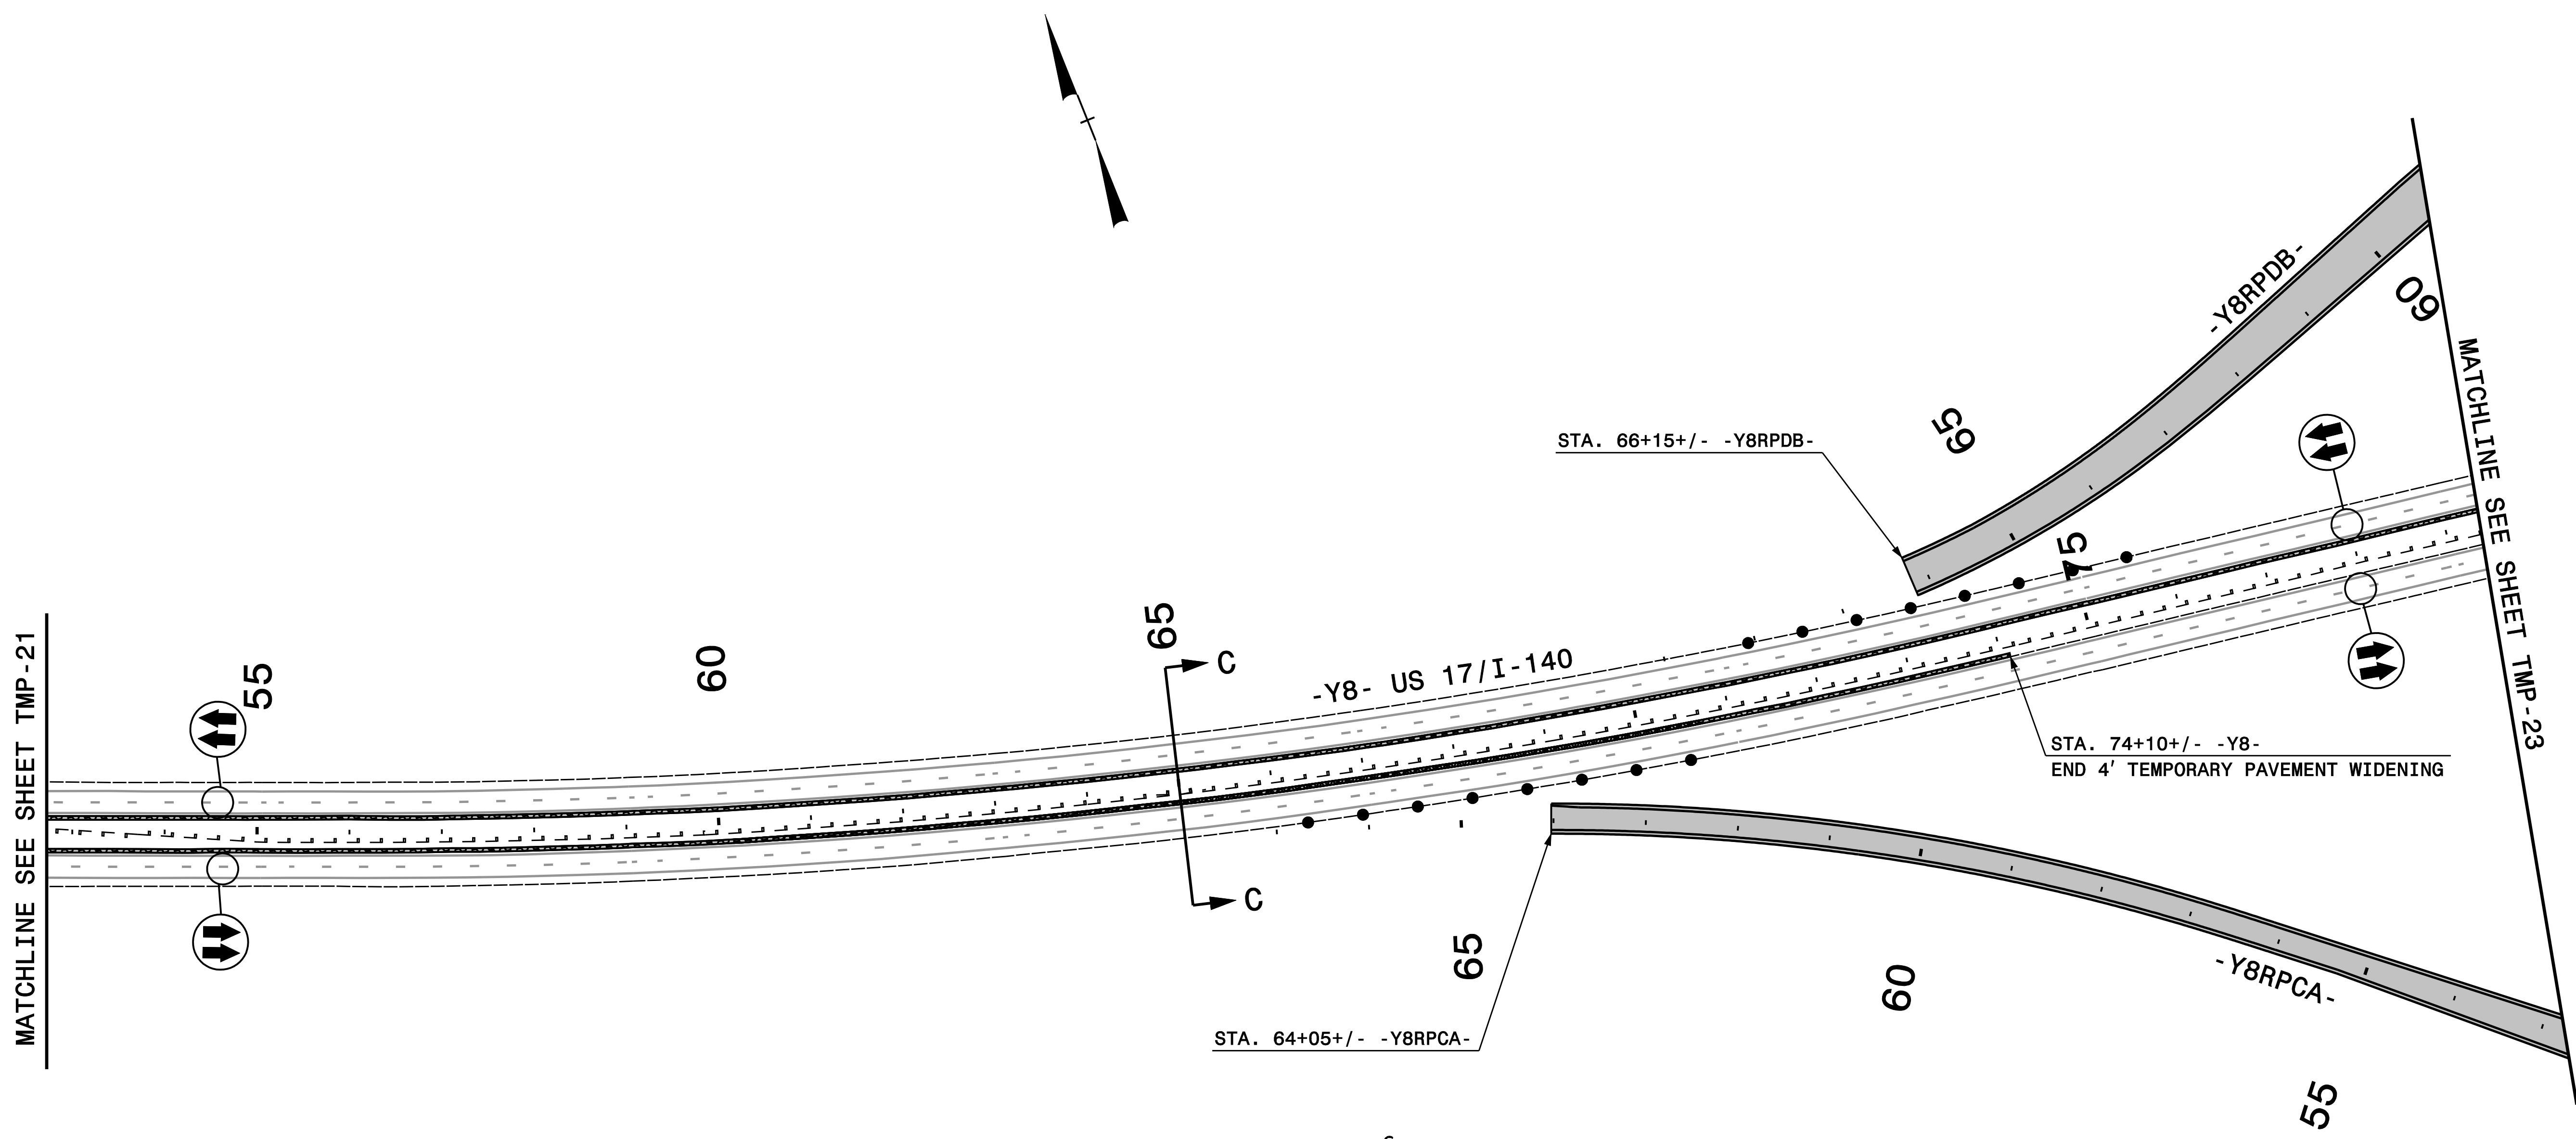 MATCHLINE SEE SHEET TMP-21
55
60
65
C
C
-Y8- US 17/I-140
STA. 66+15+/- -Y8RPDB-
65
-Y8RPDB-
60
75
MATCHLINE SEE SHEET TMP-23
STA. 74+10+/- -Y8-
END 4' TEMPORARY PAVEMENT WIDENING
65
STA. 64+05+/- -Y8RPCA-
60
-Y8RPCA-
55